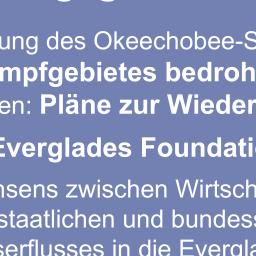 ung des Okeechobee-S
mpfgebietes bedroh
en: Pläne zur Wieder
Everglades Foundati
nsens zwischen Wirtsch
staatlichen und bundess
serflusses in die Evergla